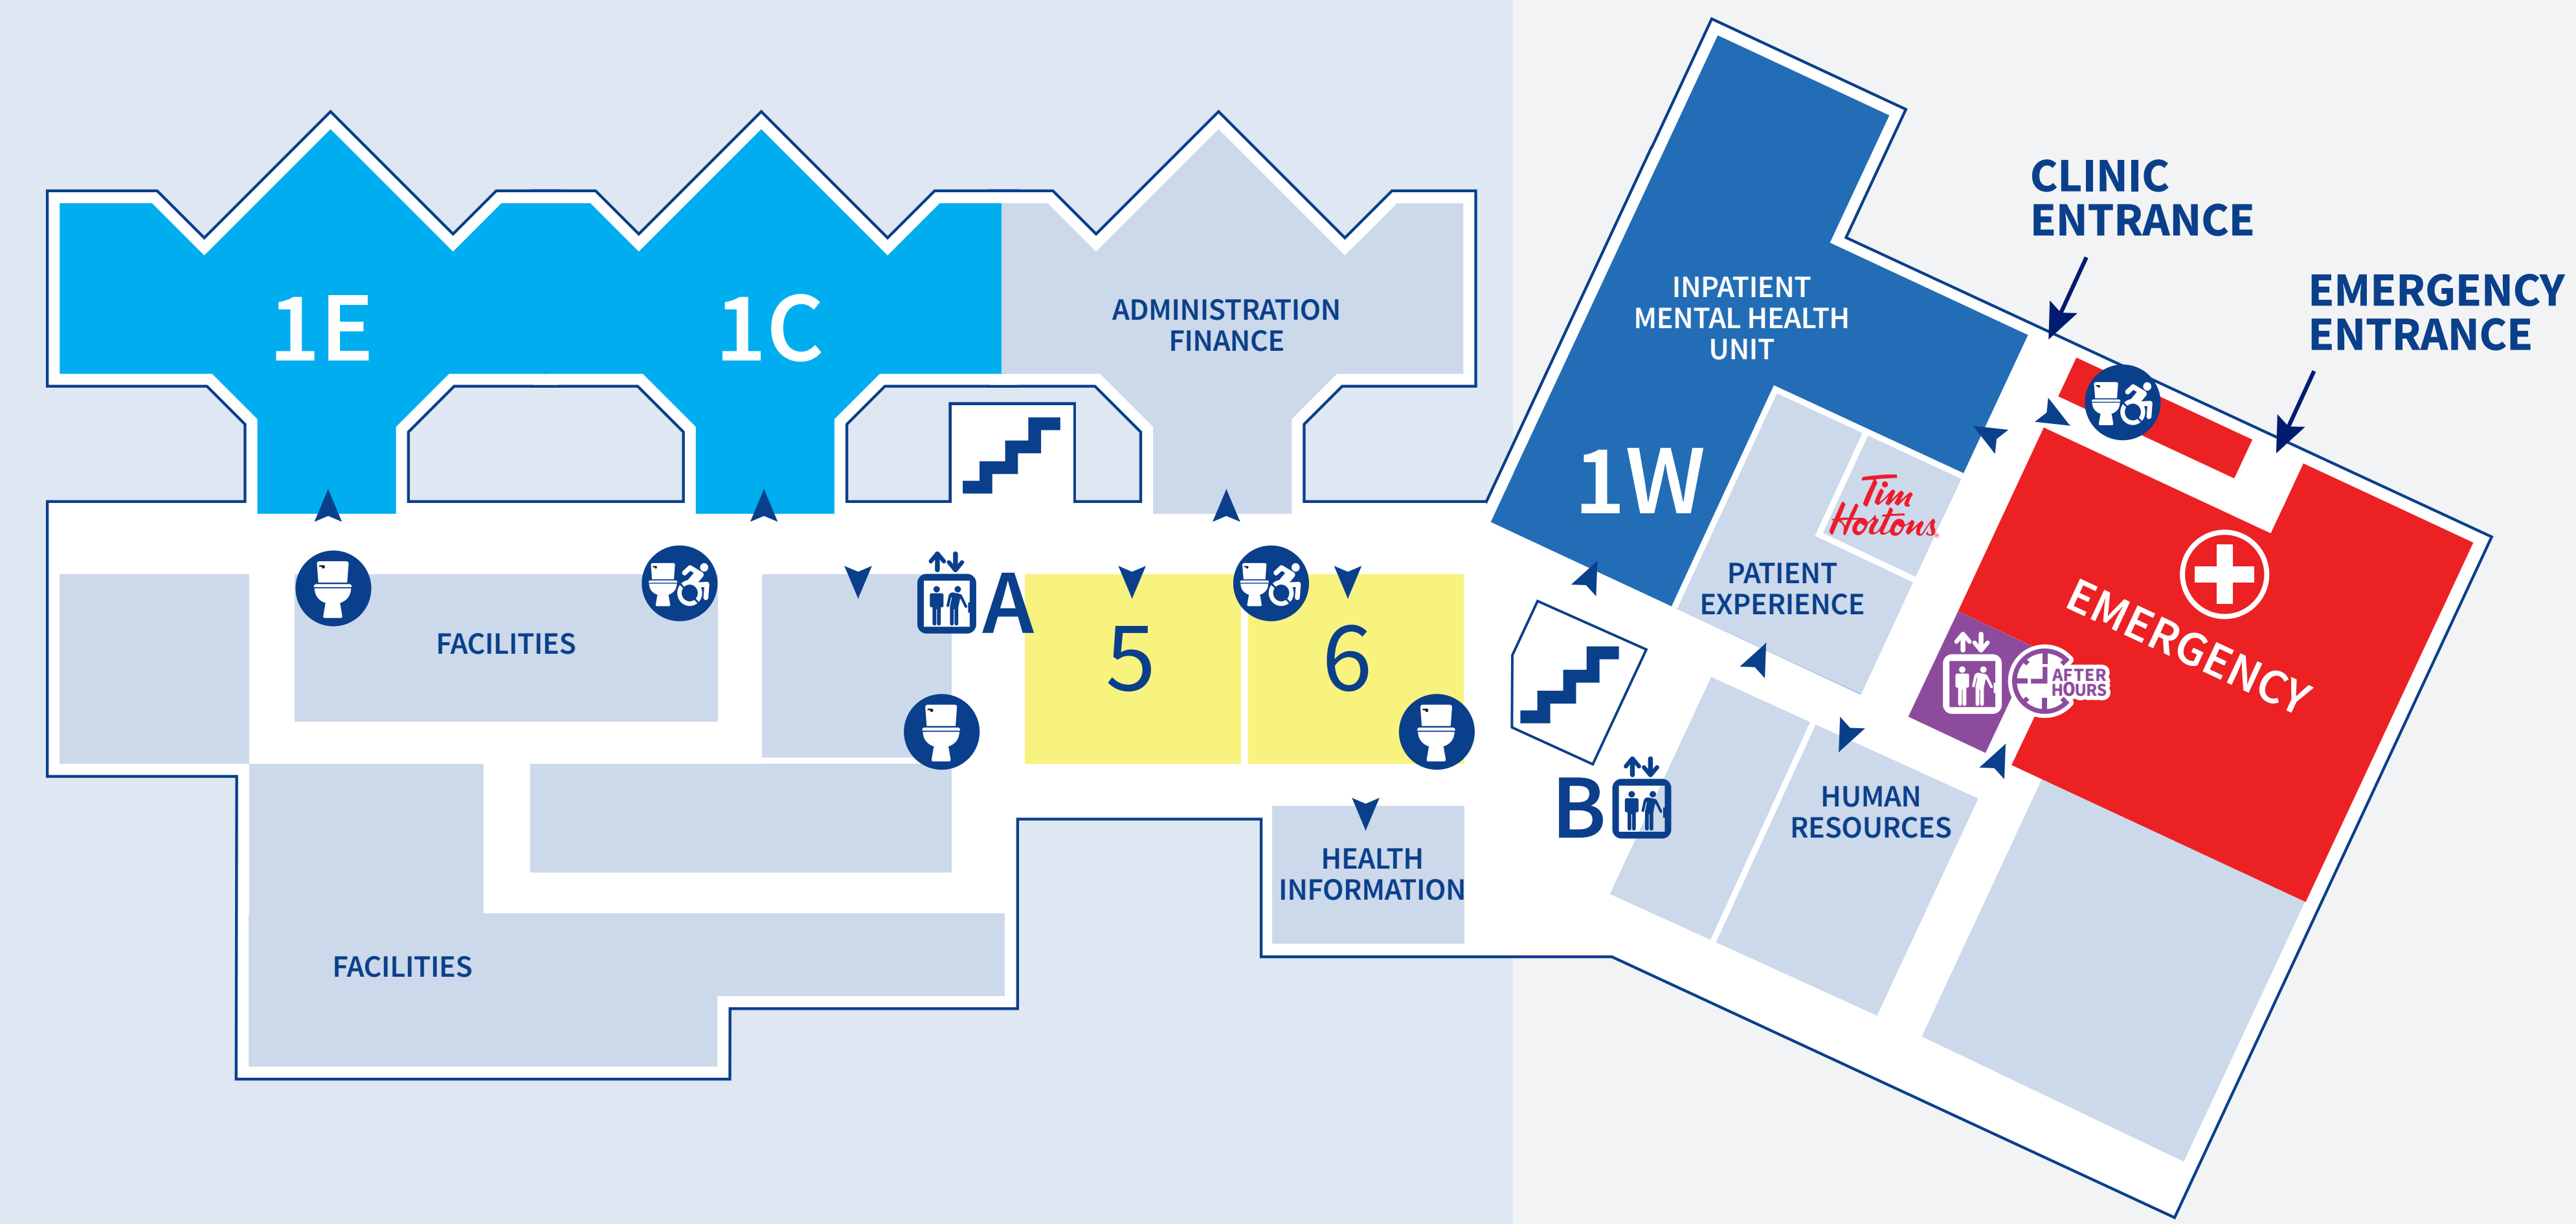 CLINIC
ENTRANCE
EMERGENCY
ENTRANCE
1E
1C
ADMINISTRATION
FINANCE
INPATIENT
MENTAL HEALTH
UNIT
1W
Tim
Hortons
PATIENT
EXPERIENCE
EMERGENCY
AFTER
HOURS
FACILITIES
A
5
6
B
HUMAN
RESOURCES
HEALTH
INFORMATION
FACILITIES